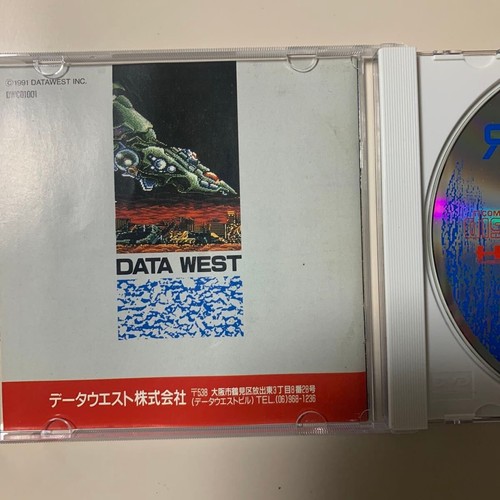 ©1991 DATAWEST INC.
DWCD1001
DATA WEST
データウエスト株式会社
〒538 大阪市鶴見区放出東3丁目8番28号
(データウエストビル) TEL.(06)968-1236